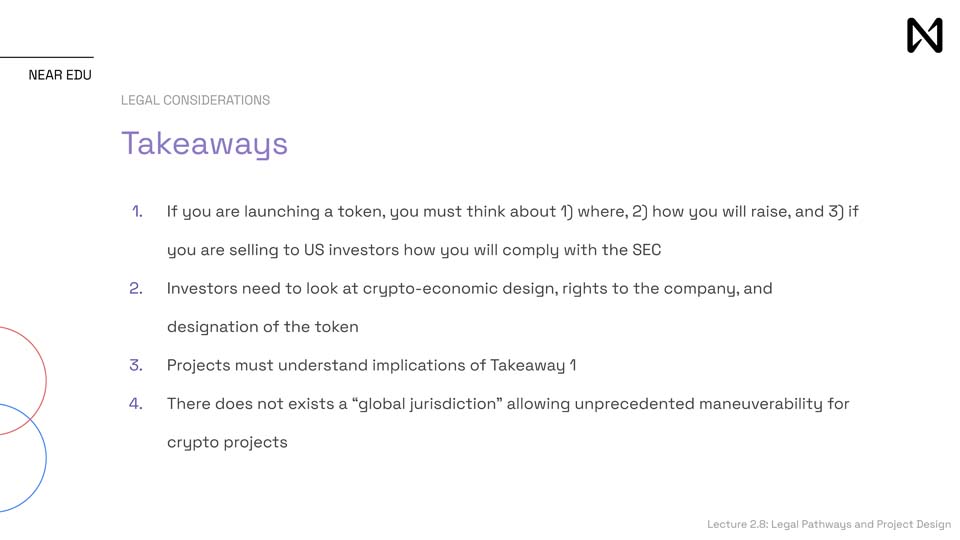 NEAR EDU
LEGAL CONSIDERATIONS
Takeaways
1. If you are launching a token, you must think about 1) where, 2) how you will raise, and 3) if
you are selling to US investors how you will comply with the SEC
2. Investors need to look at crypto-economic design, rights to the company, and
designation of the token
3. Projects must understand implications of Takeaway 1
4. There does not exists a “global jurisdiction” allowing unprecedented maneuverability for
crypto projects
Lecture 2.8: Legal Pathways and Project Design